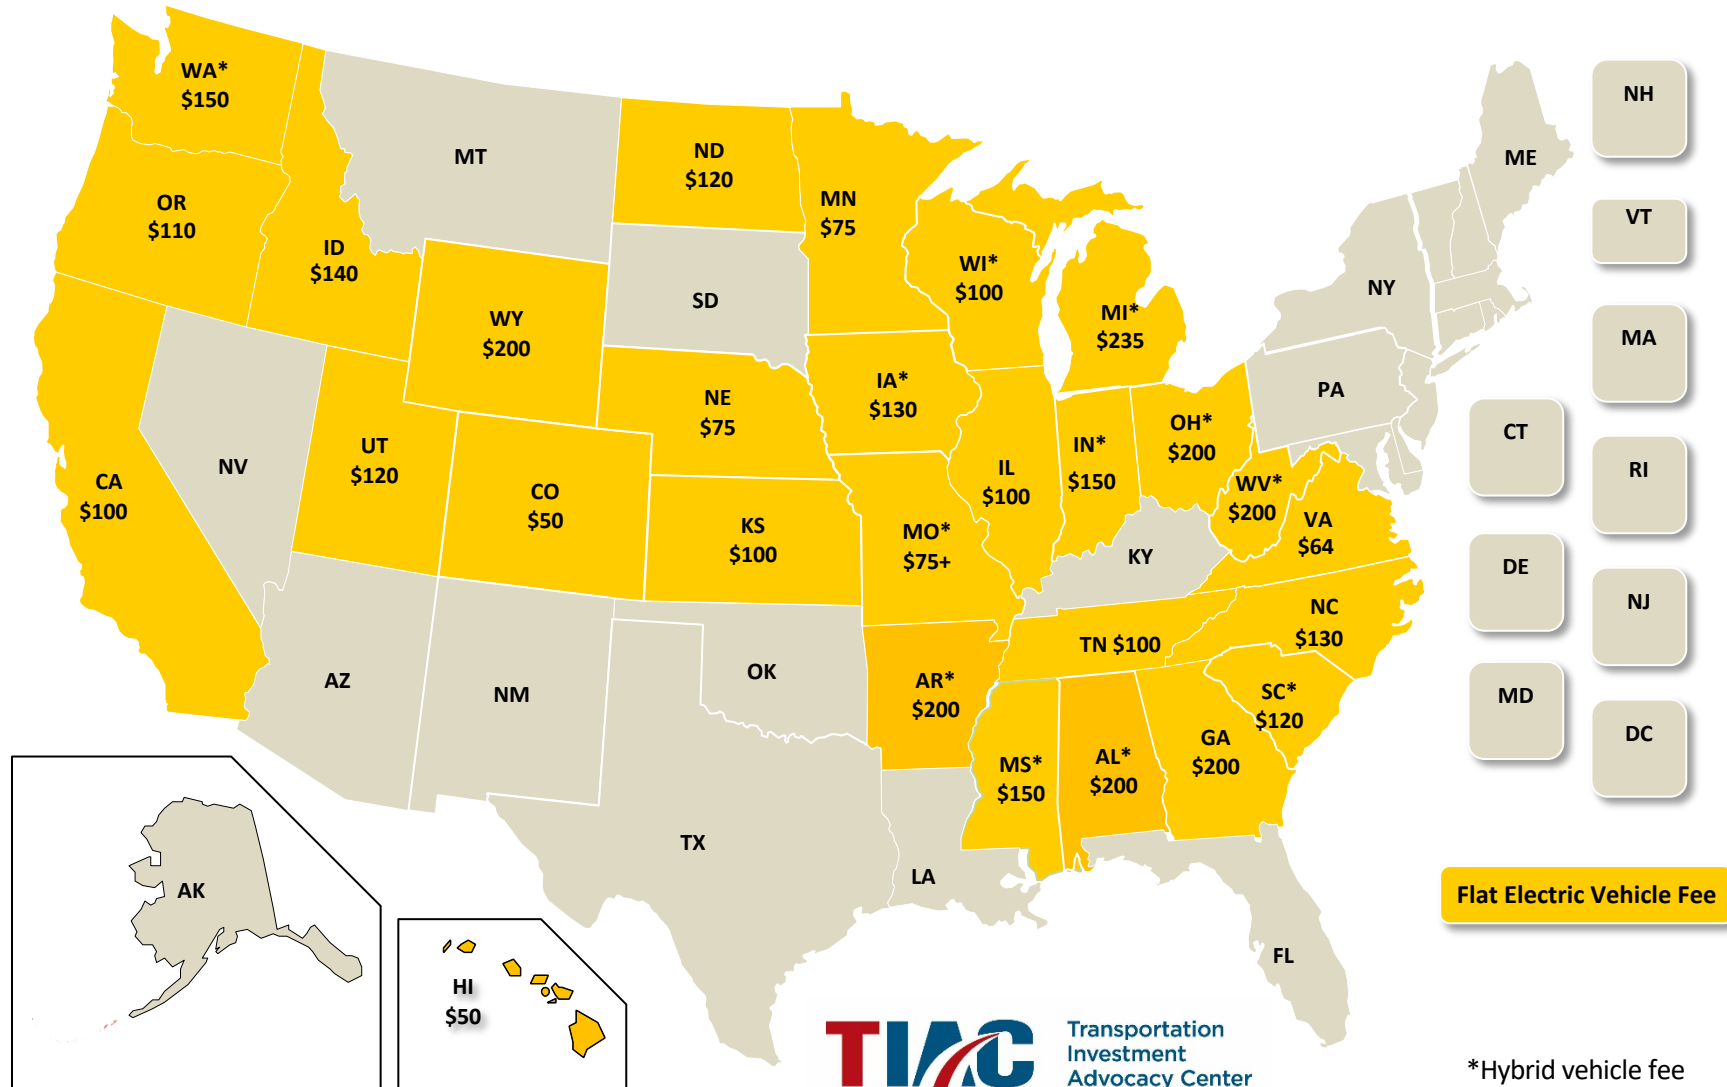 WA*
$150
OR
$110
ID
$140
MT
ND
$120
MN
$75
WI*
$100
MI*
$235
WY
$200
SD
NE
$75
IA*
$130
CA
$100
NV
UT
$120
CO
$50
KS
$100
MO*
$75+
IL
$100
IN*
$150
OH*
$200
WV*
$200
VA
$64
KY
NC
$130
TN $100
SC*
$120
AZ
NM
OK
AR*
$200
MS*
$150
AL*
$200
GA
$200
TX
LA
FL
AK
HI
$50
NY
PA
ME
NH
VT
MA
CT
RI
DE
NJ
MD
DC
Flat Electric Vehicle Fee
TIAC
Transportation
Investment
Advocacy Center
*Hybrid vehicle fee